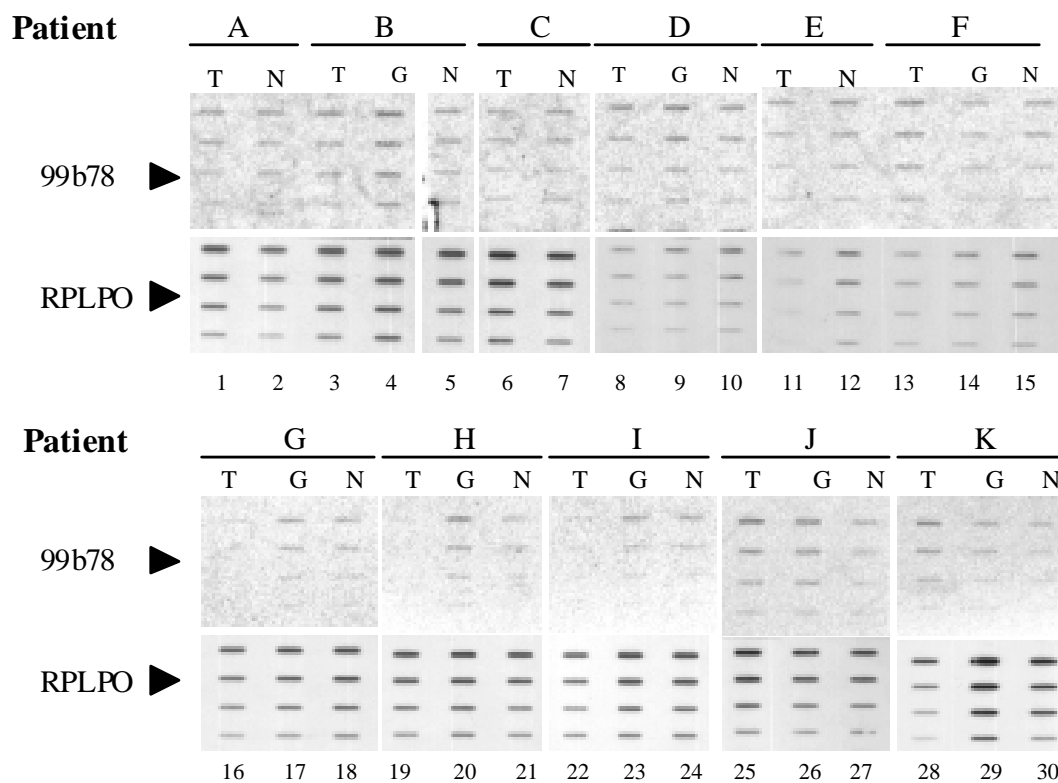 Patient A B C D E F
T N T G N T N T G N T N T G N
99b78
RPLPO
1 2 3 4 5 6 7 8 9 10 11 12 13 14 15
Patient G H I J K
T G N T G N T G N T G N T G N
99b78
RPLPO
16 17 18 19 20 21 22 23 24 25 26 27 28 29 30